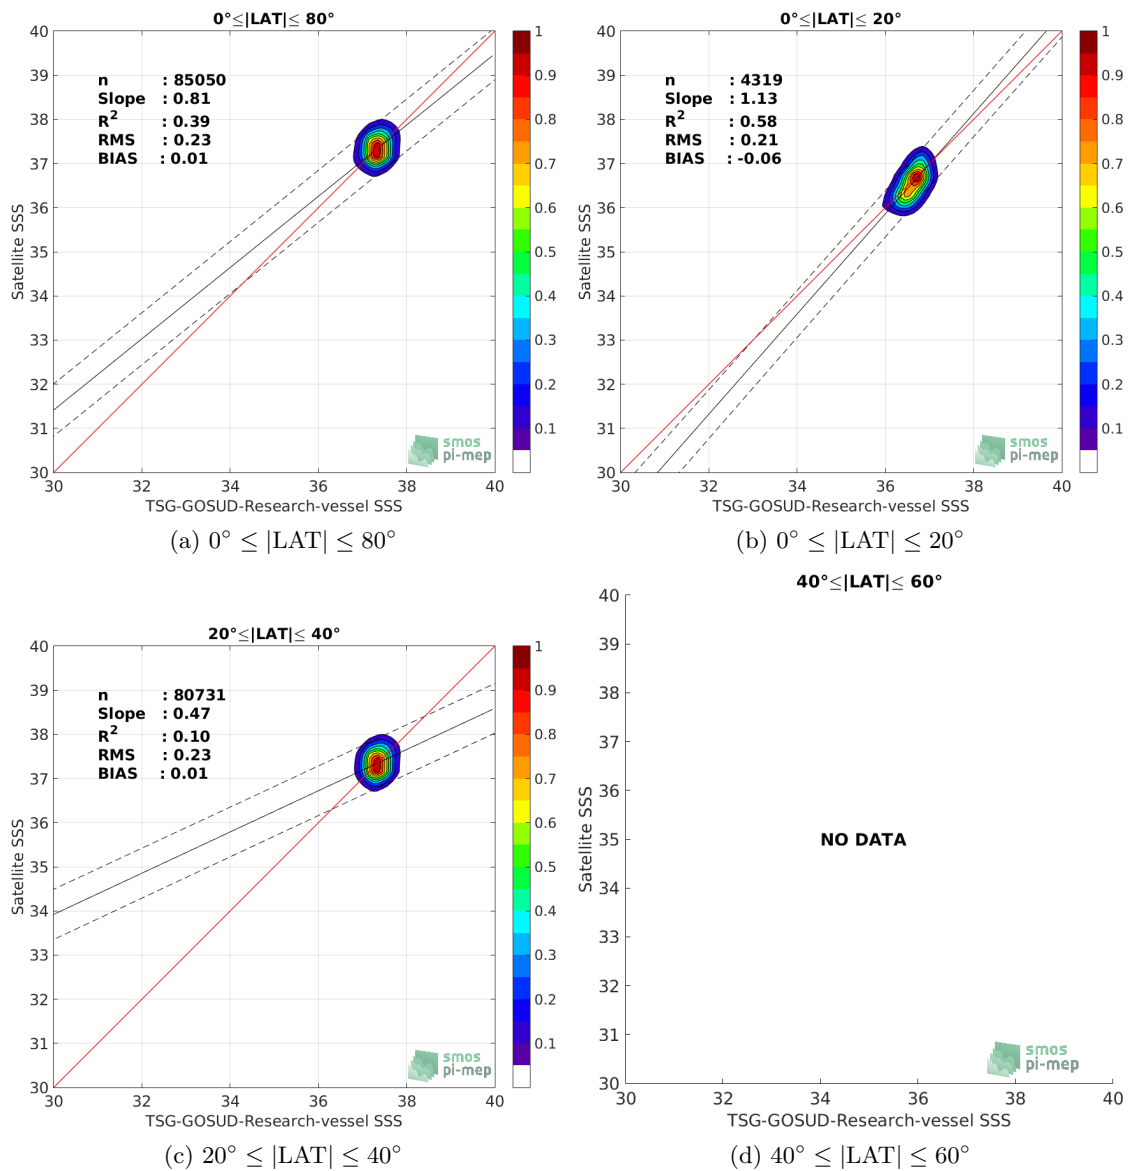 0°≤|LAT|≤ 80°
40
39
38
37
36
35
34
33
32
31
30
Satellite SSS
n : 85050
Slope : 0.81
R2 : 0.39
RMS : 0.23
BIAS : 0.01
1
0.9
0.8
0.7
0.6
0.5
0.4
0.3
0.2
0.1
smos
pi-mep
30 32 34 36 38 40
TSG-GOSUD-Research-vessel SSS
(a) 0° ≤ |LAT| ≤ 80°
0°≤|LAT|≤ 20°
40
39
38
37
36
35
34
33
32
31
30
Satellite SSS
n : 4319
Slope : 1.13
R2 : 0.58
RMS : 0.21
BIAS : -0.06
1
0.9
0.8
0.7
0.6
0.5
0.4
0.3
0.2
0.1
smos
pi-mep
30 32 34 36 38 40
TSG-GOSUD-Research-vessel SSS
(b) 0° ≤ |LAT| ≤ 20°
20°≤|LAT|≤ 40°
40
39
38
37
36
35
34
33
32
31
30
Satellite SSS
n : 80731
Slope : 0.47
R2 : 0.10
RMS : 0.23
BIAS : 0.01
1
0.9
0.8
0.7
0.6
0.5
0.4
0.3
0.2
0.1
smos
pi-mep
30 32 34 36 38 40
TSG-GOSUD-Research-vessel SSS
(c) 20° ≤ |LAT| ≤ 40°
40°≤|LAT|≤ 60°
40
39
38
37
36
35
34
33
32
31
30
Satellite SSS
NO DATA
smos
pi-mep
30 32 34 36 38 40
TSG-GOSUD-Research-vessel SSS
(d) 40° ≤ |LAT| ≤ 60°